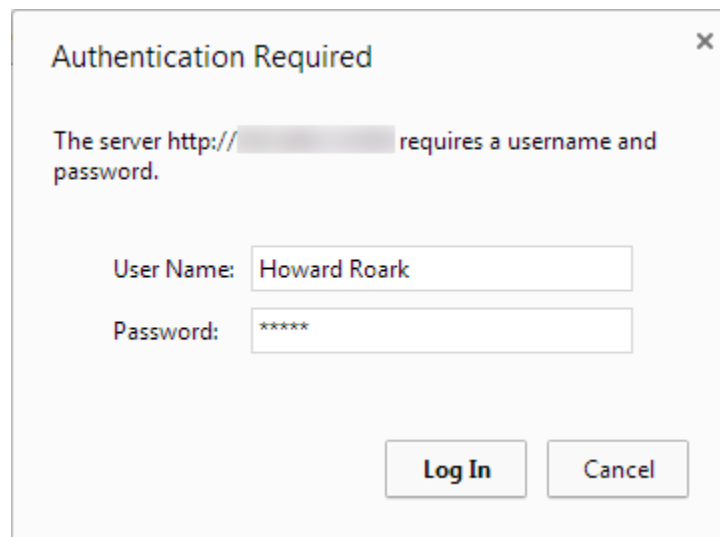 Authentication Required
The server http:// requires a username and
password.
User Name: Howard Roark
Password: *****
Log In Cancel